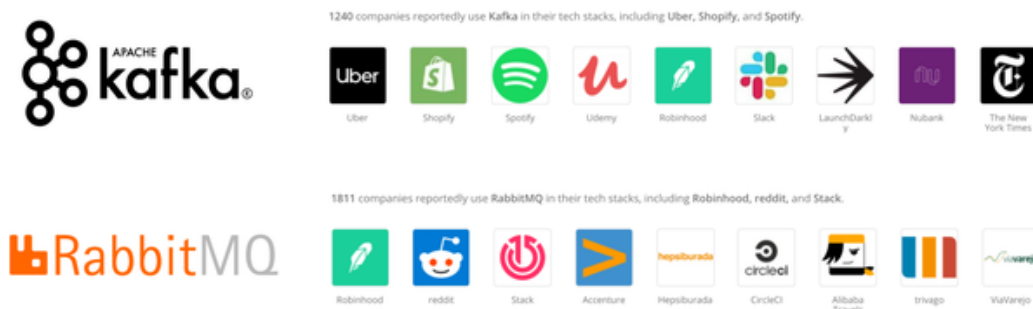 1240 companies reportedly use Kafka in their tech stacks, including Uber, Shopify, and Spotify.
APACHE
kafka®
Uber
Uber Shopify Spotify Udemy Robinhood Slack LaunchDarkl Nubank The New
y York Times
1811 companies reportedly use RabbitMQ in their tech stacks, including Robinhood, reddit, and Stack.
RabbitMQ
hepsiburada circleci viavarejo
Robinhood reddit Stack Accenture Hepsiburada CircleCI Alibaba trivago ViaVarejo
Travels